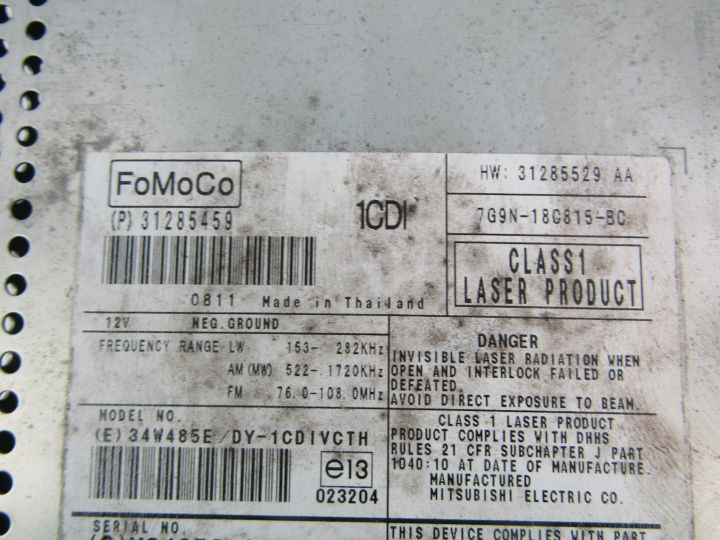 FoMoCo
(P) 31285459
1CDI
0811 Made in Thailand
HW: 31285529 AA
7G9N-18C815-BC
CLASS1
LASER PRODUCT
12V NEG.GROUND
FREQUENCY RANGE LW 153- 282KHz
AM(MW) 522-1720KHz
FM 76.0-108.0MHz
MODEL NO.
(E) 34W485E/DY-1CDIVCTH
e13
023204
SERIAL NO.
DANGER
INVISIBLE LASER RADIATION WHEN
OPEN AND INTERLOCK FAILED OR
DEFEATED.
AVOID DIRECT EXPOSURE TO BEAM.
CLASS 1 LASER PRODUCT
PRODUCT COMPLIES WITH DHHS
RULES 21 CFR SUBCHAPTER J PART
1040:10 AT DATE OF MANUFACTURE.
MANUFACTURED
MITSUBISHI ELECTRIC CO.
THIS DEVICE COMPLIES WITH PART